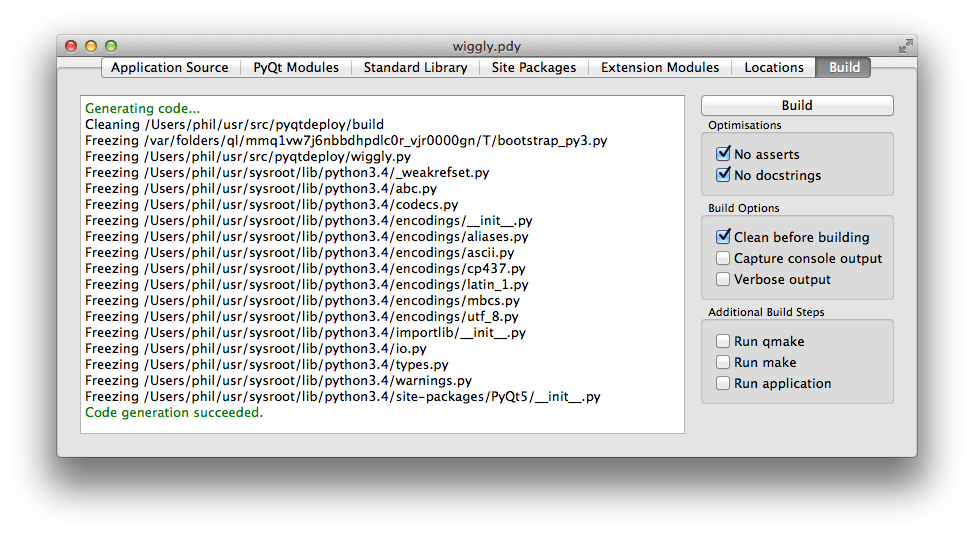 wiggly.pdy
Application Source PyQt Modules Standard Library Site Packages Extension Modules Locations Build
Generating code...
Cleaning /Users/phil/usr/src/pyqtdeploy/build
Freezing /var/folders/ql/mmq1vw7j6nbbdhpdlc0r_vjr0000gn/T/bootstrap_py3.py
Freezing /Users/phil/usr/src/pyqtdeploy/wiggly.py
Freezing /Users/phil/usr/sysroot/lib/python3.4/_weakrefset.py
Freezing /Users/phil/usr/sysroot/lib/python3.4/abc.py
Freezing /Users/phil/usr/sysroot/lib/python3.4/codecs.py
Freezing /Users/phil/usr/sysroot/lib/python3.4/encodings/__init__.py
Freezing /Users/phil/usr/sysroot/lib/python3.4/encodings/aliases.py
Freezing /Users/phil/usr/sysroot/lib/python3.4/encodings/ascii.py
Freezing /Users/phil/usr/sysroot/lib/python3.4/encodings/cp437.py
Freezing /Users/phil/usr/sysroot/lib/python3.4/encodings/latin_1.py
Freezing /Users/phil/usr/sysroot/lib/python3.4/encodings/mbcs.py
Freezing /Users/phil/usr/sysroot/lib/python3.4/encodings/utf_8.py
Freezing /Users/phil/usr/sysroot/lib/python3.4/importlib/__init__.py
Freezing /Users/phil/usr/sysroot/lib/python3.4/io.py
Freezing /Users/phil/usr/sysroot/lib/python3.4/types.py
Freezing /Users/phil/usr/sysroot/lib/python3.4/warnings.py
Freezing /Users/phil/usr/sysroot/lib/python3.4/site-packages/PyQt5/__init__.py
Code generation succeeded.
Build
Optimisations
No asserts
No docstrings
Build Options
Clean before building
Capture console output
Verbose output
Additional Build Steps
Run qmake
Run make
Run application